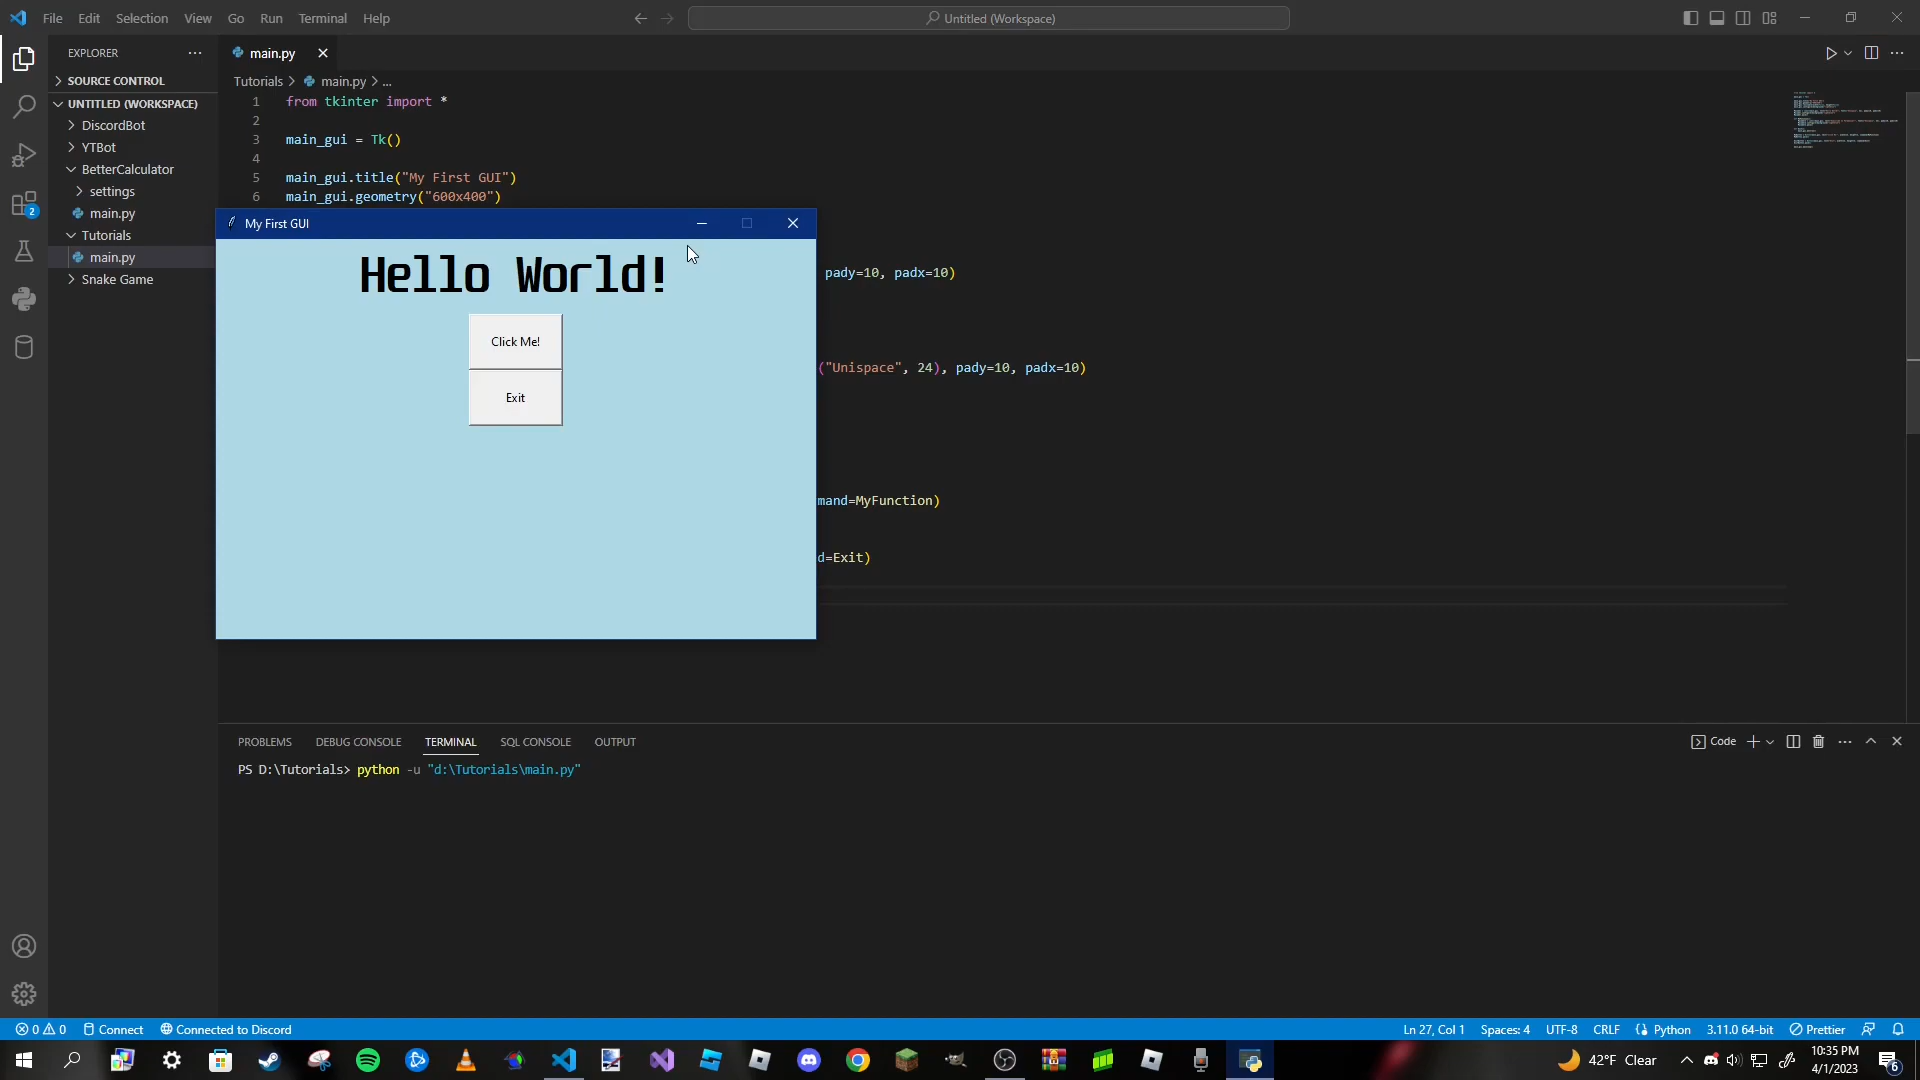 File Edit Selection View Go Run Terminal Help
Untitled (Workspace)
EXPLORER
SOURCE CONTROL
UNTITLED (WORKSPACE)
DiscordBot
YTBot
BetterCalculator
settings
main.py
Tutorials
main.py
Snake Game
main.py
Tutorials > main.py > ...
1 from tkinter import *
2
3 main_gui = Tk()
4
5 main_gui.title("My First GUI")
6 main_gui.geometry("600x400")
My First GUI
Hello World!
Click Me!
Exit
pady=10, padx=10)
("Unispace", 24), pady=10, padx=10)
mand=MyFunction)
d=Exit)
PROBLEMS DEBUG CONSOLE TERMINAL SQL CONSOLE OUTPUT
Code
PS D:\Tutorials> python -u "d:\Tutorials\main.py"
2
0 0 Connect Connected to Discord
Ln 27, Col 1 Spaces: 4 UTF-8 CRLF Python 3.11.0 64-bit Prettier
42°F Clear
10:35 PM
4/1/2023
6